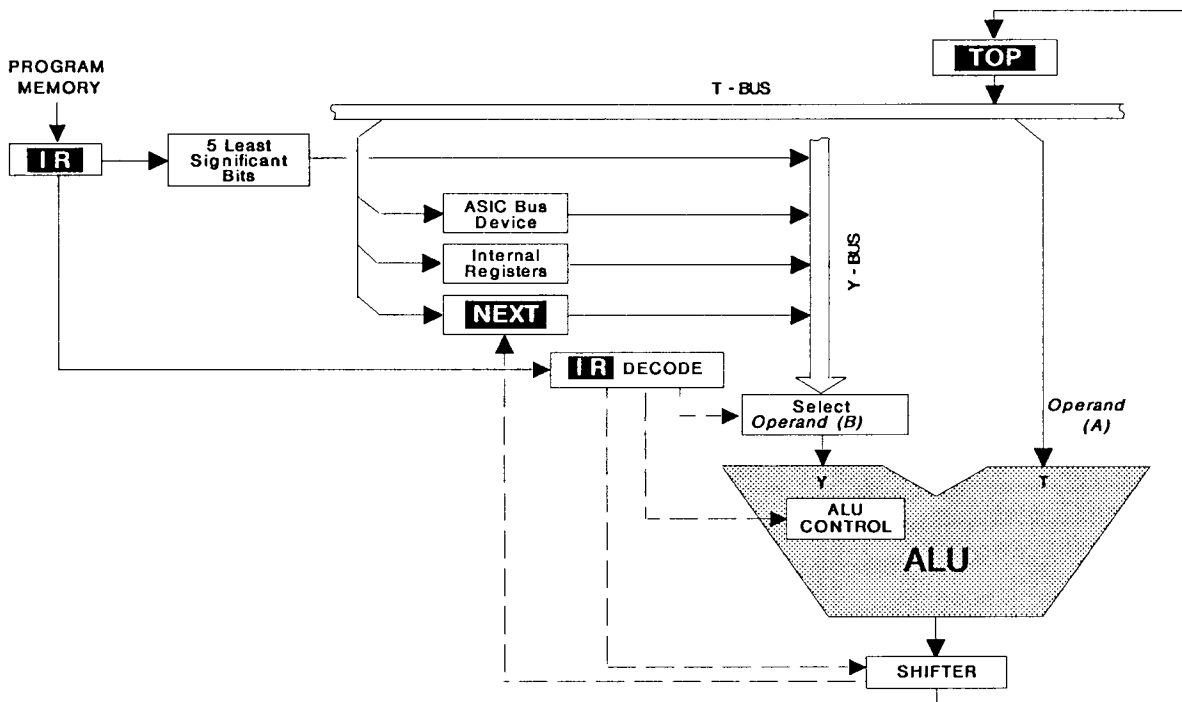 TOP
PROGRAM
MEMORY
T - BUS
IR
5 Least
Significant
Bits
ASIC Bus
Device
Internal
Registers
NEXT
Y - BUS
IR DECODE
Select
Operand (B)
Operand
(A)
Y
T
ALU
CONTROL
ALU
SHIFTER